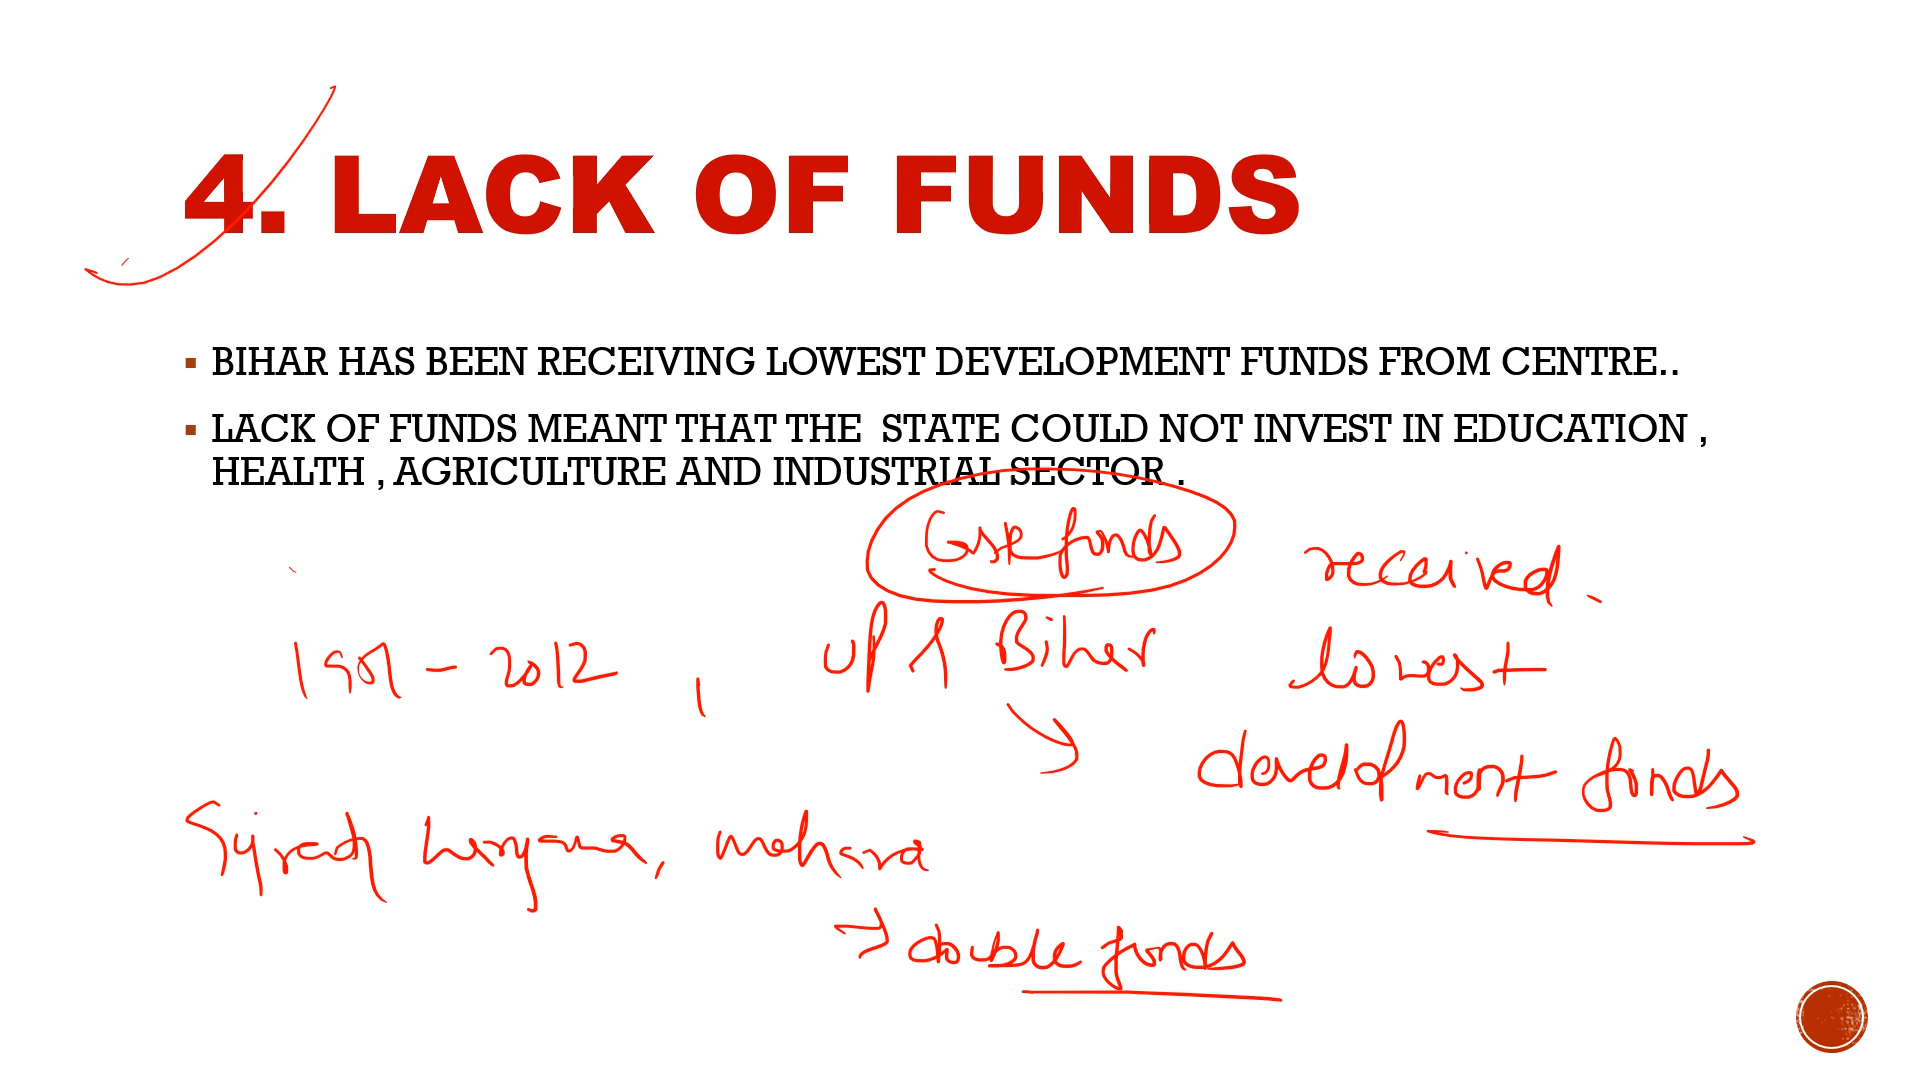 4. LACK OF FUNDS
BIHAR HAS BEEN RECEIVING LOWEST DEVELOPMENT FUNDS FROM CENTRE..
LACK OF FUNDS MEANT THAT THE STATE COULD NOT INVEST IN EDUCATION ,
HEALTH , AGRICULTURE AND INDUSTRIAL SECTOR .
funds received.
- 2012 , UP & Bihar lowest
development funds
haryana,
→ double funds